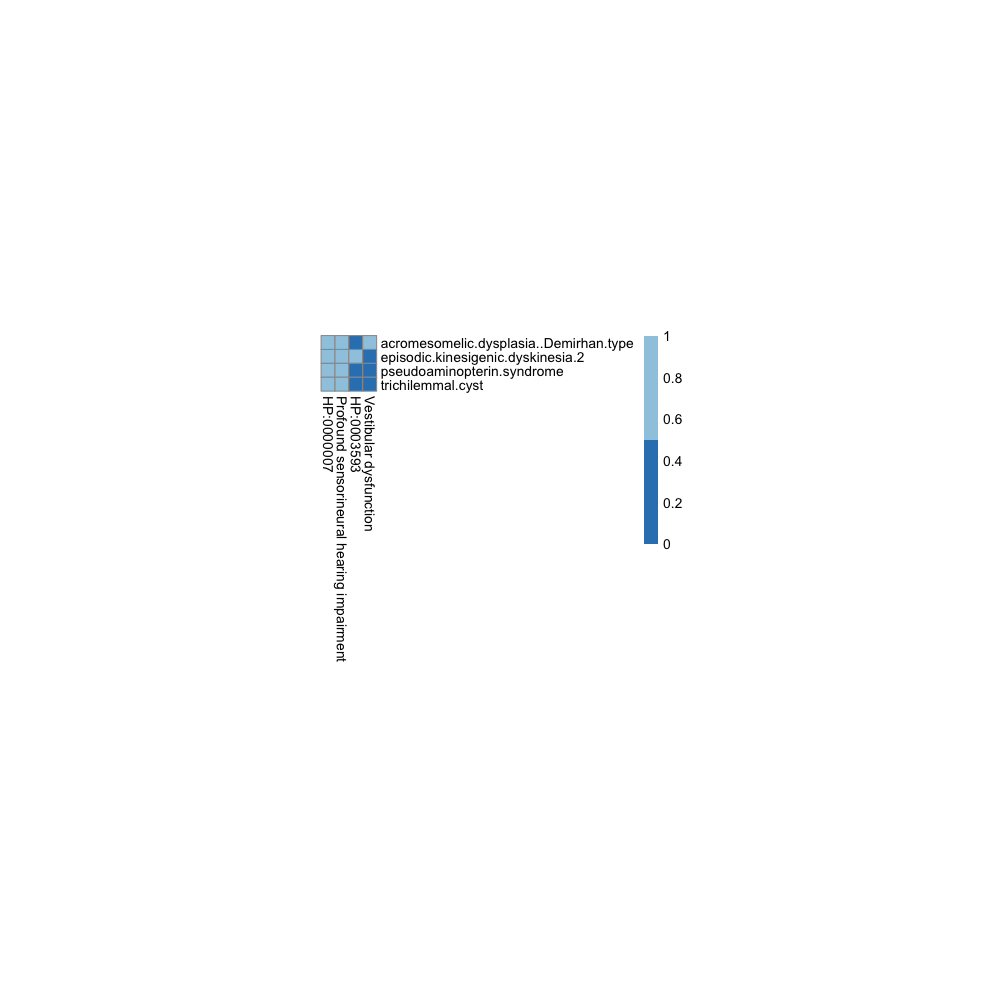 acromesomelic.dysplasia..Demirhan.type
episodic.kinesigenic.dyskinesia.2
pseudoaminopterin.syndrome
trichilemmal.cyst
HP:0000007
Profound sensorineural hearing impairment
HP:0003593
Vestibular dysfunction
1
0.8
0.6
0.4
0.2
0